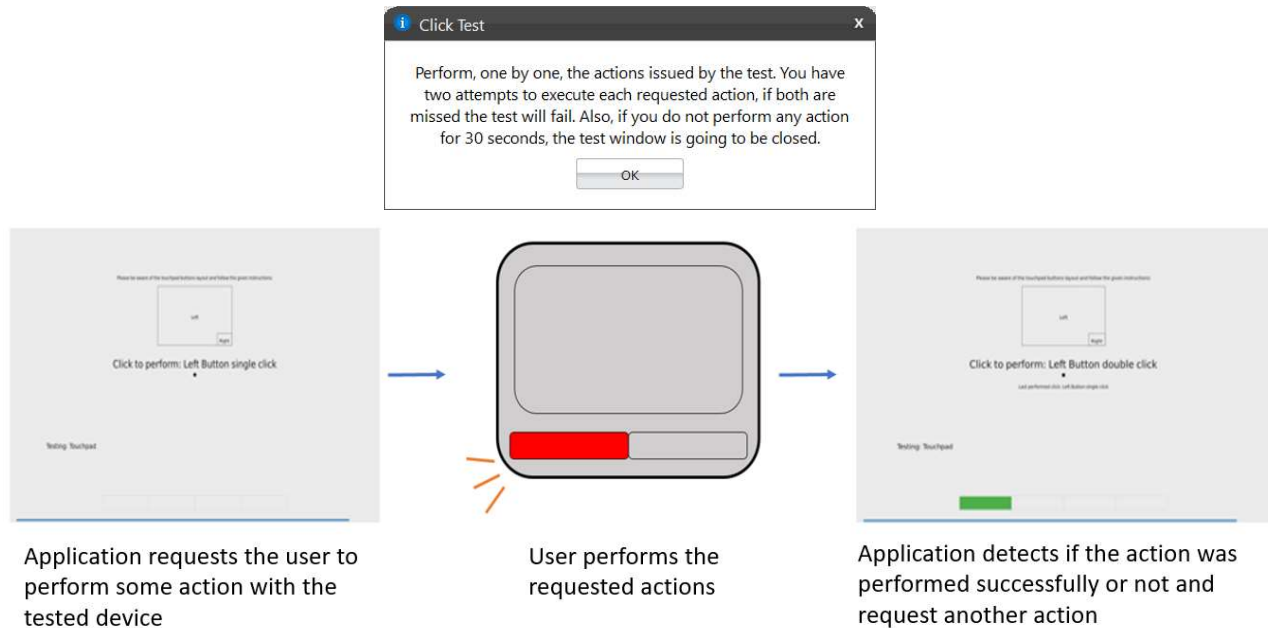 Click Test
x
Perform, one by one, the actions issued by the test. You have
two attempts to execute each requested action, if both are
missed the test will fail. Also, if you do not perform any action
for 30 seconds, the test window is going to be closed.
OK
Please be aware of the touchpad buttons layout and follow the given instructions
Left
Right
Click to perform: Left Button single click
Testing: Touchpad
Please be aware of the touchpad buttons layout and follow the given instructions
Left
Right
Click to perform: Left Button double click
Last performed click: Left Button single click
Testing: Touchpad
Application requests the user to
perform some action with the
tested device
User performs the
requested actions
Application detects if the action was
performed successfully or not and
request another action